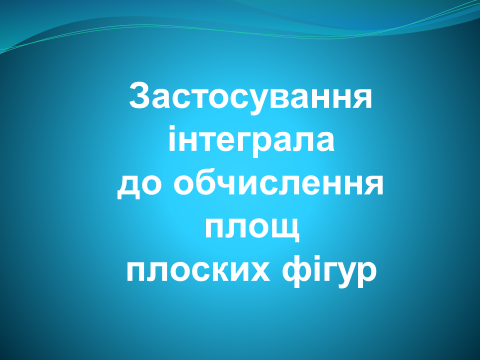 Застосування
інтеграла
до обчислення
площ
плоских фігур